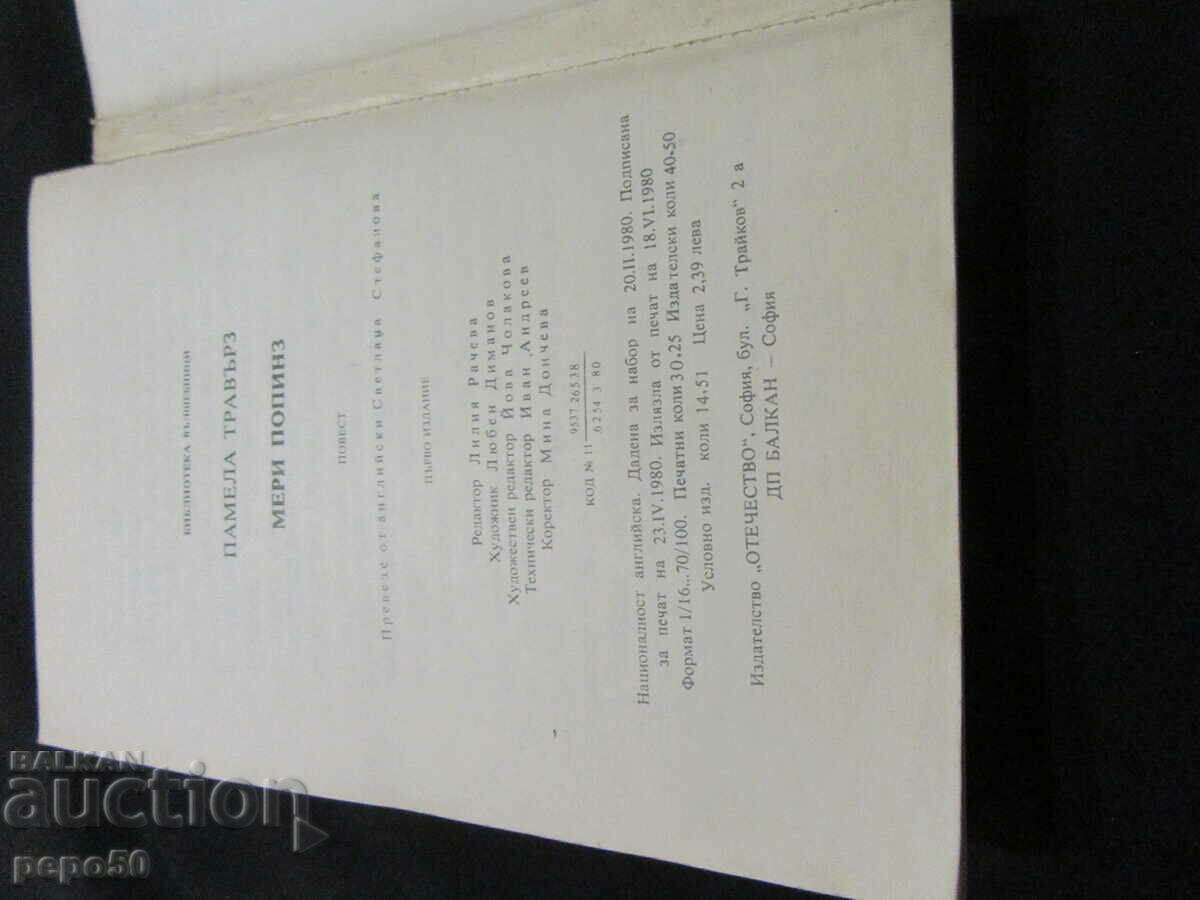 БИБЛИОТЕКА ВЪЛШЕБНИЦИ
ПАМЕЛА ТРАВЪРЗ
МЕРИ ПОПИНЗ
ПОВЕСТ
Преведе от английски Светлана Стефанова
ПЪРВО ИЗДАНИЕ
Редактор Лилия Рачева
Художник Любен Диманов
Художествен редактор Йова Чолакова
Технически редактор Иван Андреев
Коректор Мина Дончева
КОД № 11 9537.26538
6254 3 80
Националност английска. Дадена за набор на 20.II.1980. Подписана
за печат на 23.IV.1980. Излязла от печат на 18.VI.1980
Формат 1/16...70/100. Печатни коли 30.25 Издателски коли 40-50
Условно изд. коли 14.51 Цена 2,39 лева
Издателство „ОТЕЧЕСТВО“, София, бул. „Г. Трайков“ 2 а
ДП БАЛКАН — София
BALKAN
auction
pepo50